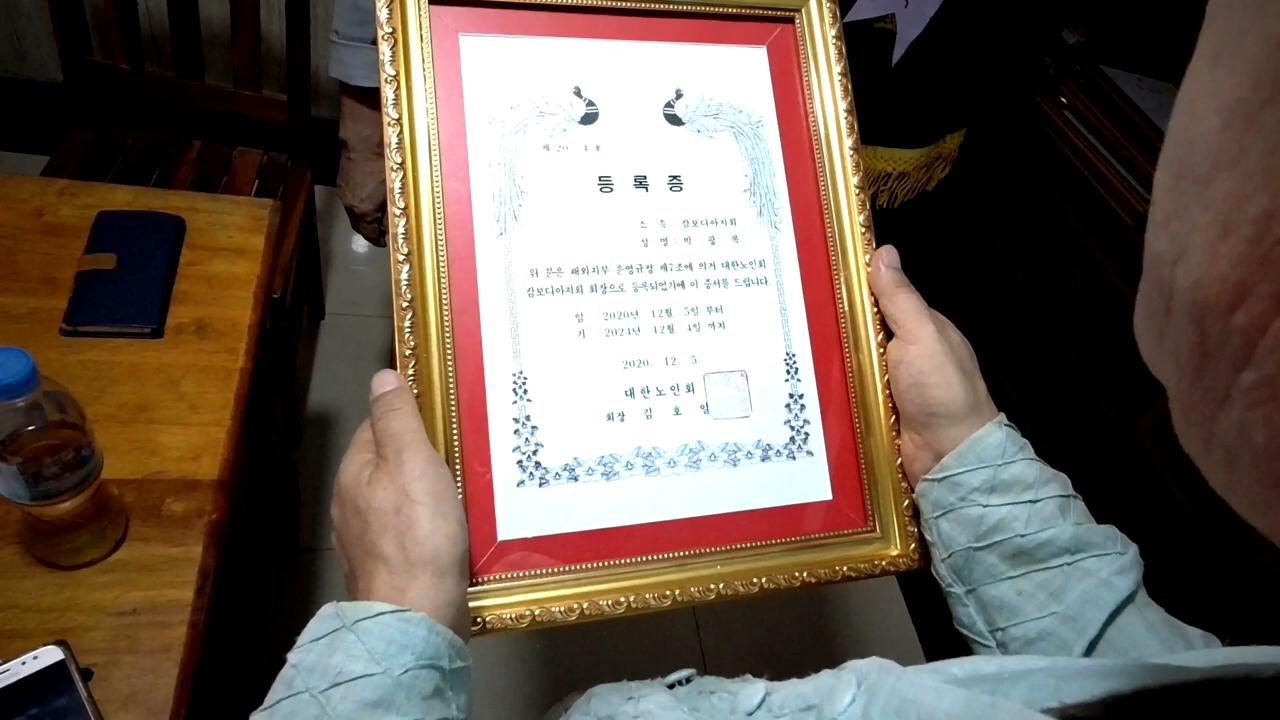 제 20 - 4 호
등 록 증
소 속 캄보디아지회
성 명 : 박 광 복
위 분은 해외지부 운영규정 제7조에 의거 대한노인회
캄보디아지회 회장으로 등록되었기에 이 증서를 드립니다.
임 2020년 12월 5일 부터
기 2024년 12월 4일 까지
2020. 12. 5.
대한노인회
회장 김 호 일